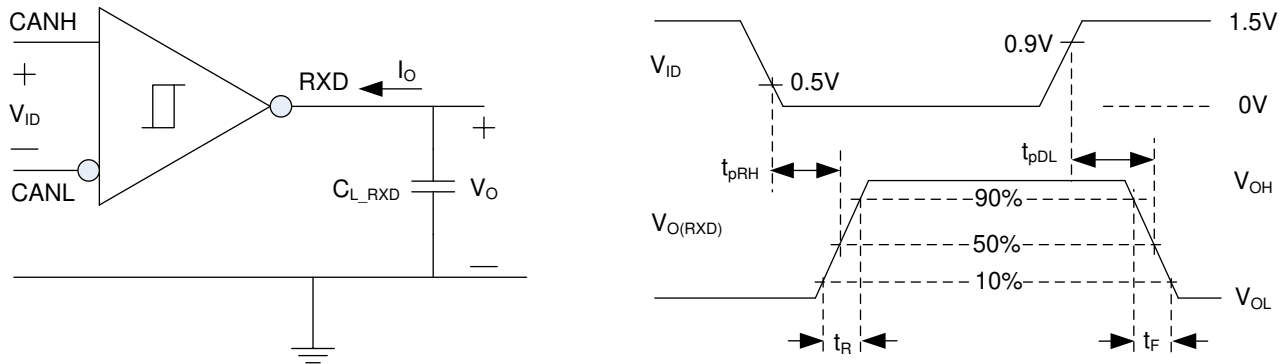 CANH
+
V_ID
—
CANL
RXD
I_O
+
C_L_RXD
V_O
—
V_ID
0.5V
0.9V
1.5V
0V
t_pRH
t_pDL
V_O(RXD)
90%
50%
10%
V_OH
V_OL
t_R
t_F